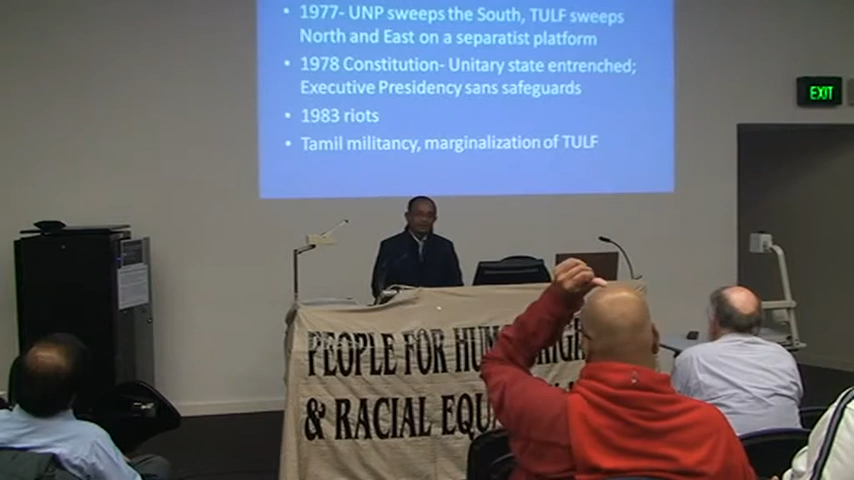 • 1977- UNP sweeps the South, TULF sweeps
North and East on a separatist platform
• 1978 Constitution- Unitary state entrenched;
Executive Presidency sans safeguards
• 1983 riots
• Tamil militancy, marginalization of TULF
EXIT
PEOPLE FOR HUM RIG
& RACIAL EQU